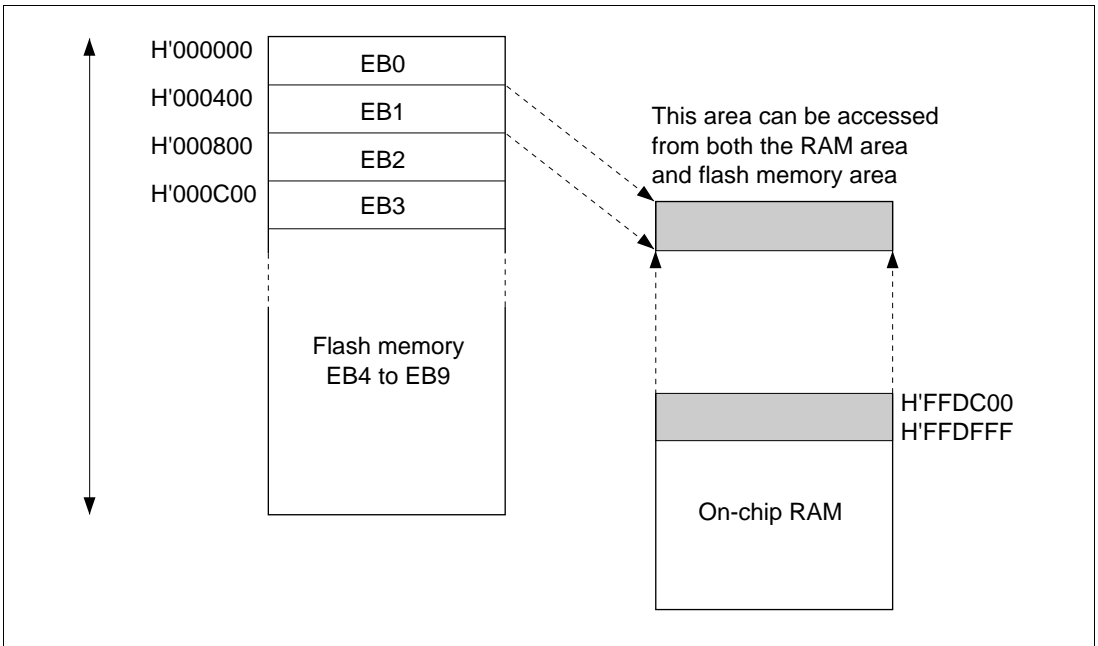 H'000000
EB0
H'000400
EB1
H'000800
EB2
H'000C00
EB3
Flash memory
EB4 to EB9
This area can be accessed
from both the RAM area
and flash memory area
H'FFDC00
H'FFDFFF
On-chip RAM